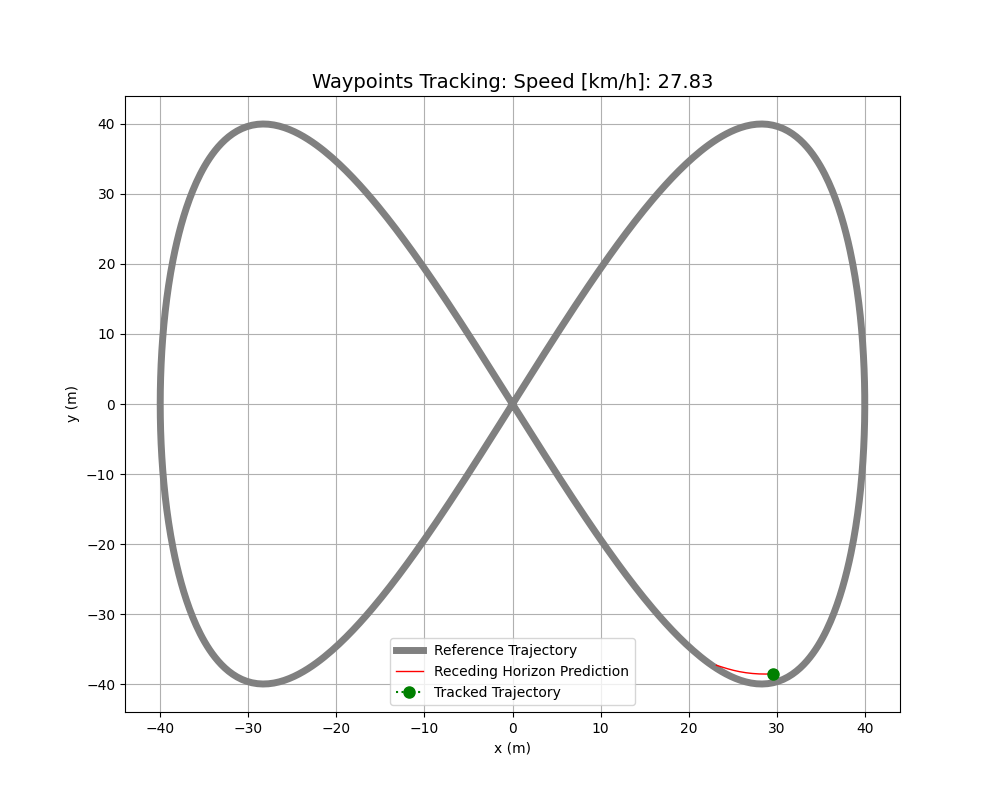 Waypoints Tracking: Speed [km/h]: 27.83
40
30
20
10
0
−10
−20
−30
−40
y (m)
Reference Trajectory
Receding Horizon Prediction
Tracked Trajectory
−40 −30 −20 −10 0 10 20 30 40
x (m)